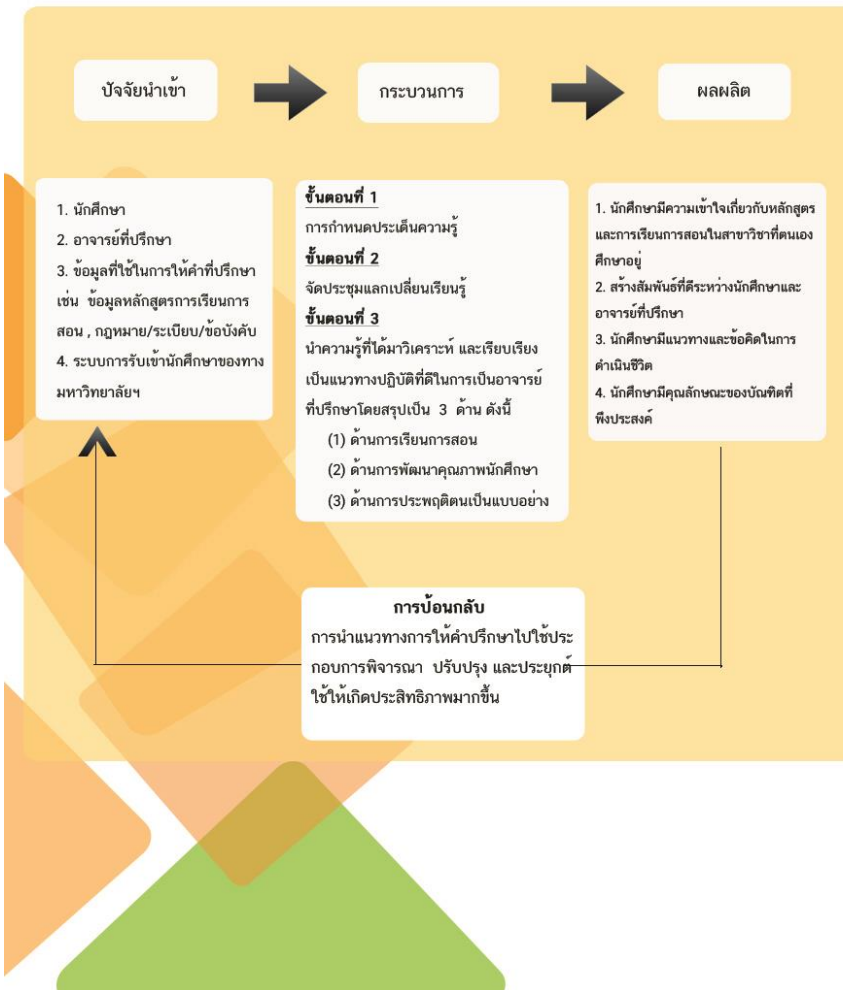 ปัจจัยนำเข้า
กระบวนการ
ผลผลิต
1. นักศึกษา
2. อาจารย์ที่ปรึกษา
3. ข้อมูลที่ใช้ในการให้คำที่ปรึกษา
เช่น ข้อมูลหลักสูตรการเรียนการ
สอน , กฎหมาย/ระเบียบ/ข้อบังคับ
4. ระบบการรับเข้านักศึกษาของทาง
มหาวิทยาลัยฯ
ขั้นตอนที่ 1
การกำหนดประเด็นความรู้
ขั้นตอนที่ 2
จัดประชุมแลกเปลี่ยนเรียนรู้
ขั้นตอนที่ 3
นำความรู้ที่ได้มาวิเคราะห์ และเรียบเรียง
เป็นแนวทางปฏิบัติที่ดีในการเป็นอาจารย์
ที่ปรึกษาโดยสรุปเป็น 3 ด้าน ดังนี้
(1) ด้านการเรียนการสอน
(2) ด้านการพัฒนาคุณภาพนักศึกษา
(3) ด้านการประพฤติตนเป็นแบบอย่าง
1. นักศึกษามีความเข้าใจเกี่ยวกับหลักสูตร
และการเรียนการสอนในสาขาวิชาที่ตนเอง
ศึกษาอยู่
2. สร้างสัมพันธ์ที่ดีระหว่างนักศึกษาและ
อาจารย์ที่ปรึกษา
3. นักศึกษามีแนวทางและข้อคิดในการ
ดำเนินชีวิต
4. นักศึกษามีคุณลักษณะของบัณฑิตที่
พึงประสงค์
การป้อนกลับ
การนำแนวทางการให้คำปรึกษาไปใช้ประ
กอบการพิจารณา ปรับปรุง และประยุกต์
ใช้ให้เกิดประสิทธิภาพมากขึ้น